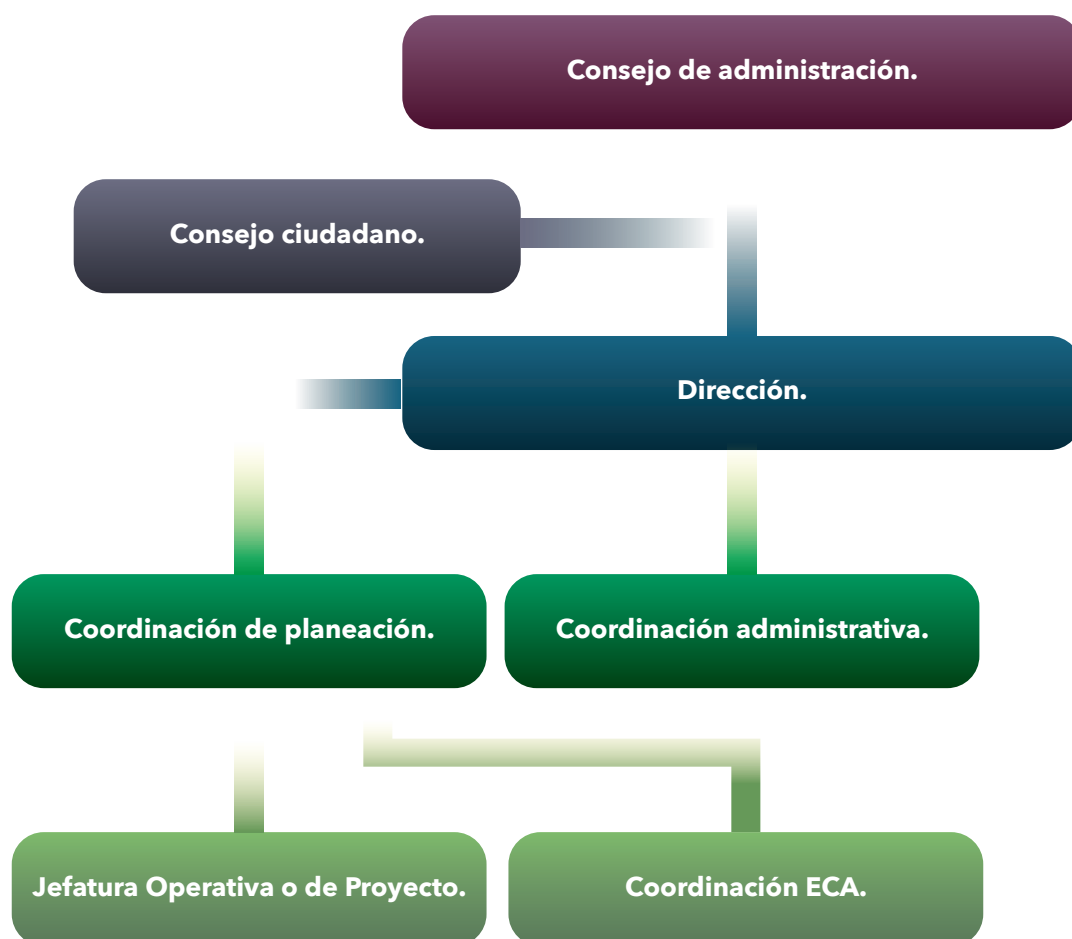 Consejo de administración.
Consejo ciudadano.
Dirección.
Coordinación de planeación.
Coordinación administrativa.
Jefatura Operativa o de Proyecto.
Coordinación ECA.